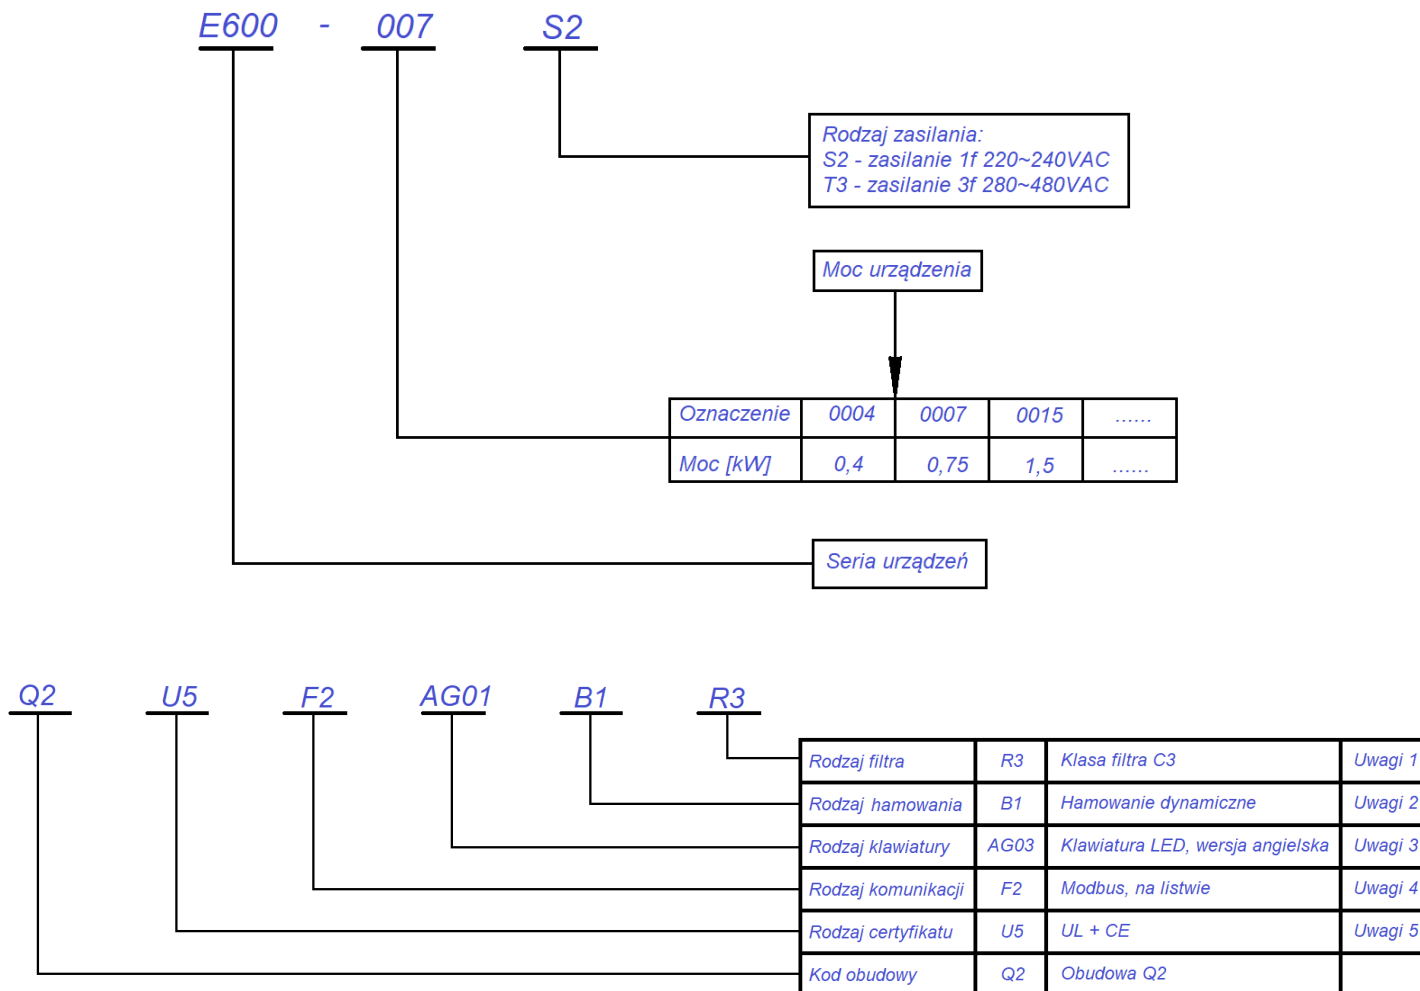 E600 - 007 S2
Rodzaj zasilania:
S2 - zasilanie 1f 220~240VAC
T3 - zasilanie 3f 280~480VAC
Moc urządzenia
Oznaczenie 0004 0007 0015 ......
Moc [kW] 0,4 0,75 1,5 ......
Seria urządzeń
Q2 U5 F2 AG01 B1 R3
Rodzaj filtra R3 Klasa filtra C3 Uwagi 1
Rodzaj hamowania B1 Hamowanie dynamiczne Uwagi 2
Rodzaj klawiatury AG03 Klawiatura LED, wersja angielska Uwagi 3
Rodzaj komunikacji F2 Modbus, na listwie Uwagi 4
Rodzaj certyfikatu U5 UL + CE Uwagi 5
Kod obudowy Q2 Obudowa Q2